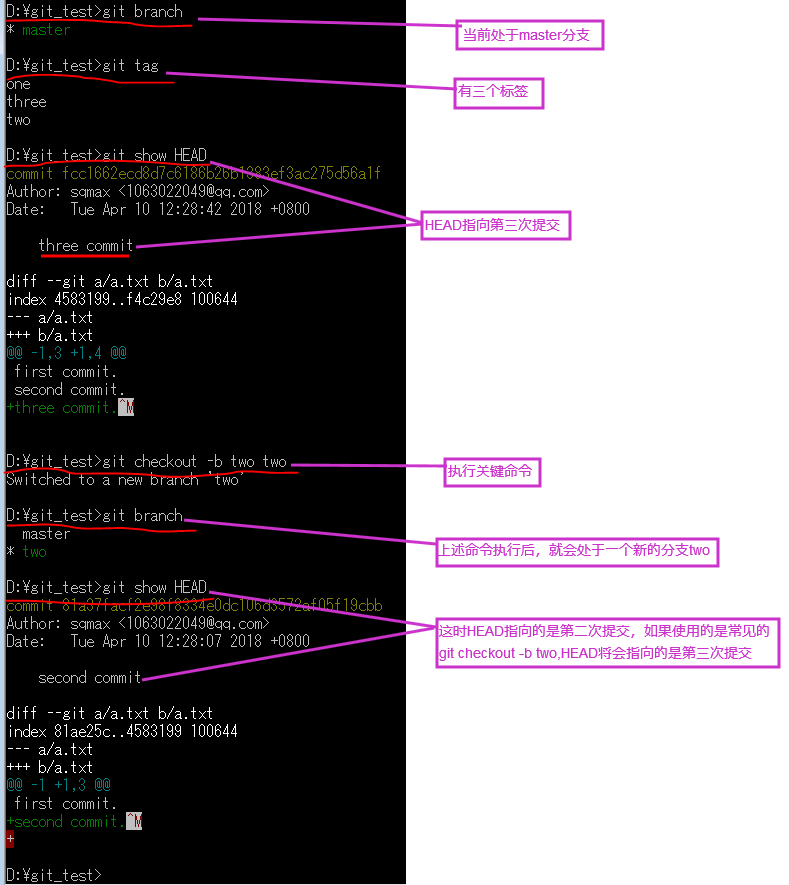 D:¥git_test>git branch
当前处于master分支
* master
D:¥git_test>git tag
有三个标签
one
three
two
D:¥git_test>git show HEAD
commit fcc1662ecd8d7c6186b26b1383ef3ac275d56a1f
Author: sqmax <1063022049@qq.com>
Date:   Tue Apr 10 12:28:42 2018 +0800
HEAD指向第三次提交
three commit
diff --git a/a.txt b/a.txt
index 4583199..f4c29e8 100644
--- a/a.txt
+++ b/a.txt
@@ -1,3 +1,4 @@
first commit.
second commit.
+three commit.^M
D:¥git_test>git checkout -b two two
执行关键命令
Switched to a new branch 'two'
D:¥git_test>git branch
master
上述命令执行后，就会处于一个新的分支two
* two
D:¥git_test>git show HEAD
commit 81a37facf2e98f8334e0dc106d3572af05f19cbb
Author: sqmax <1063022049@qq.com>
Date:   Tue Apr 10 12:28:07 2018 +0800
这时HEAD指向的是第二次提交，如果使用的是常见的
git checkout -b two,HEAD将会指向的是第三次提交
second commit
diff --git a/a.txt b/a.txt
index 81ae25c..4583199 100644
--- a/a.txt
+++ b/a.txt
@@ -1 +1,3 @@
first commit.
+second commit.^M
+
D:¥git_test>